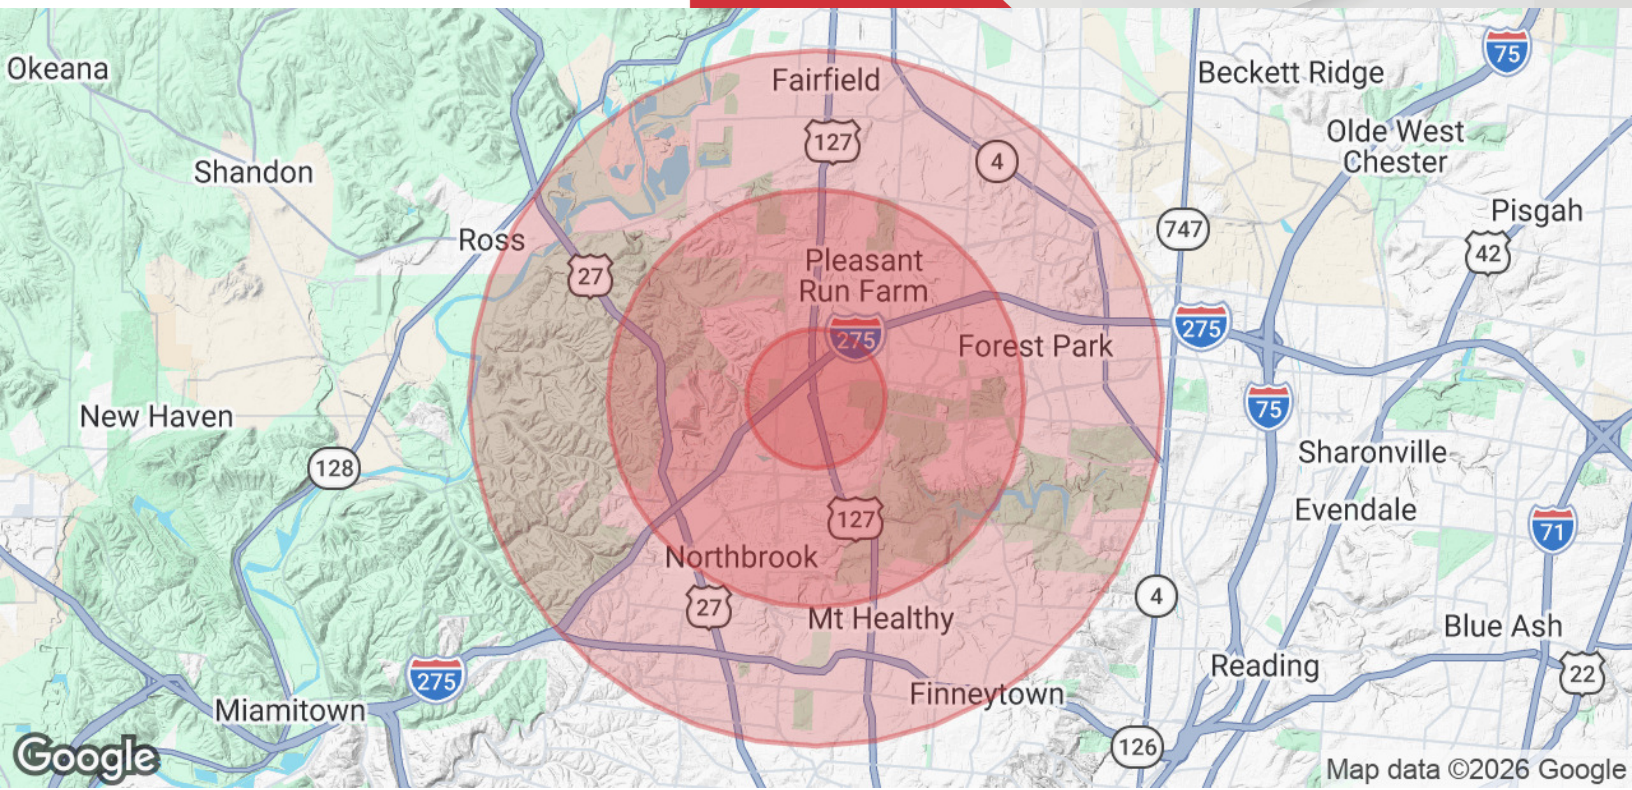 Okeana
Fairfield
Beckett Ridge
75
127
Olde West
Chester
4
Shandon
Pisgah
747
Ross
42
27
Pleasant
Run Farm
275
275
Forest Park
New Haven
75
128
Sharonville
Evendale
127
71
Northbrook
27
4
Mt Healthy
Blue Ash
Reading
22
275
Finneytown
Miamitown
126
Google
Map data ©2026 Google